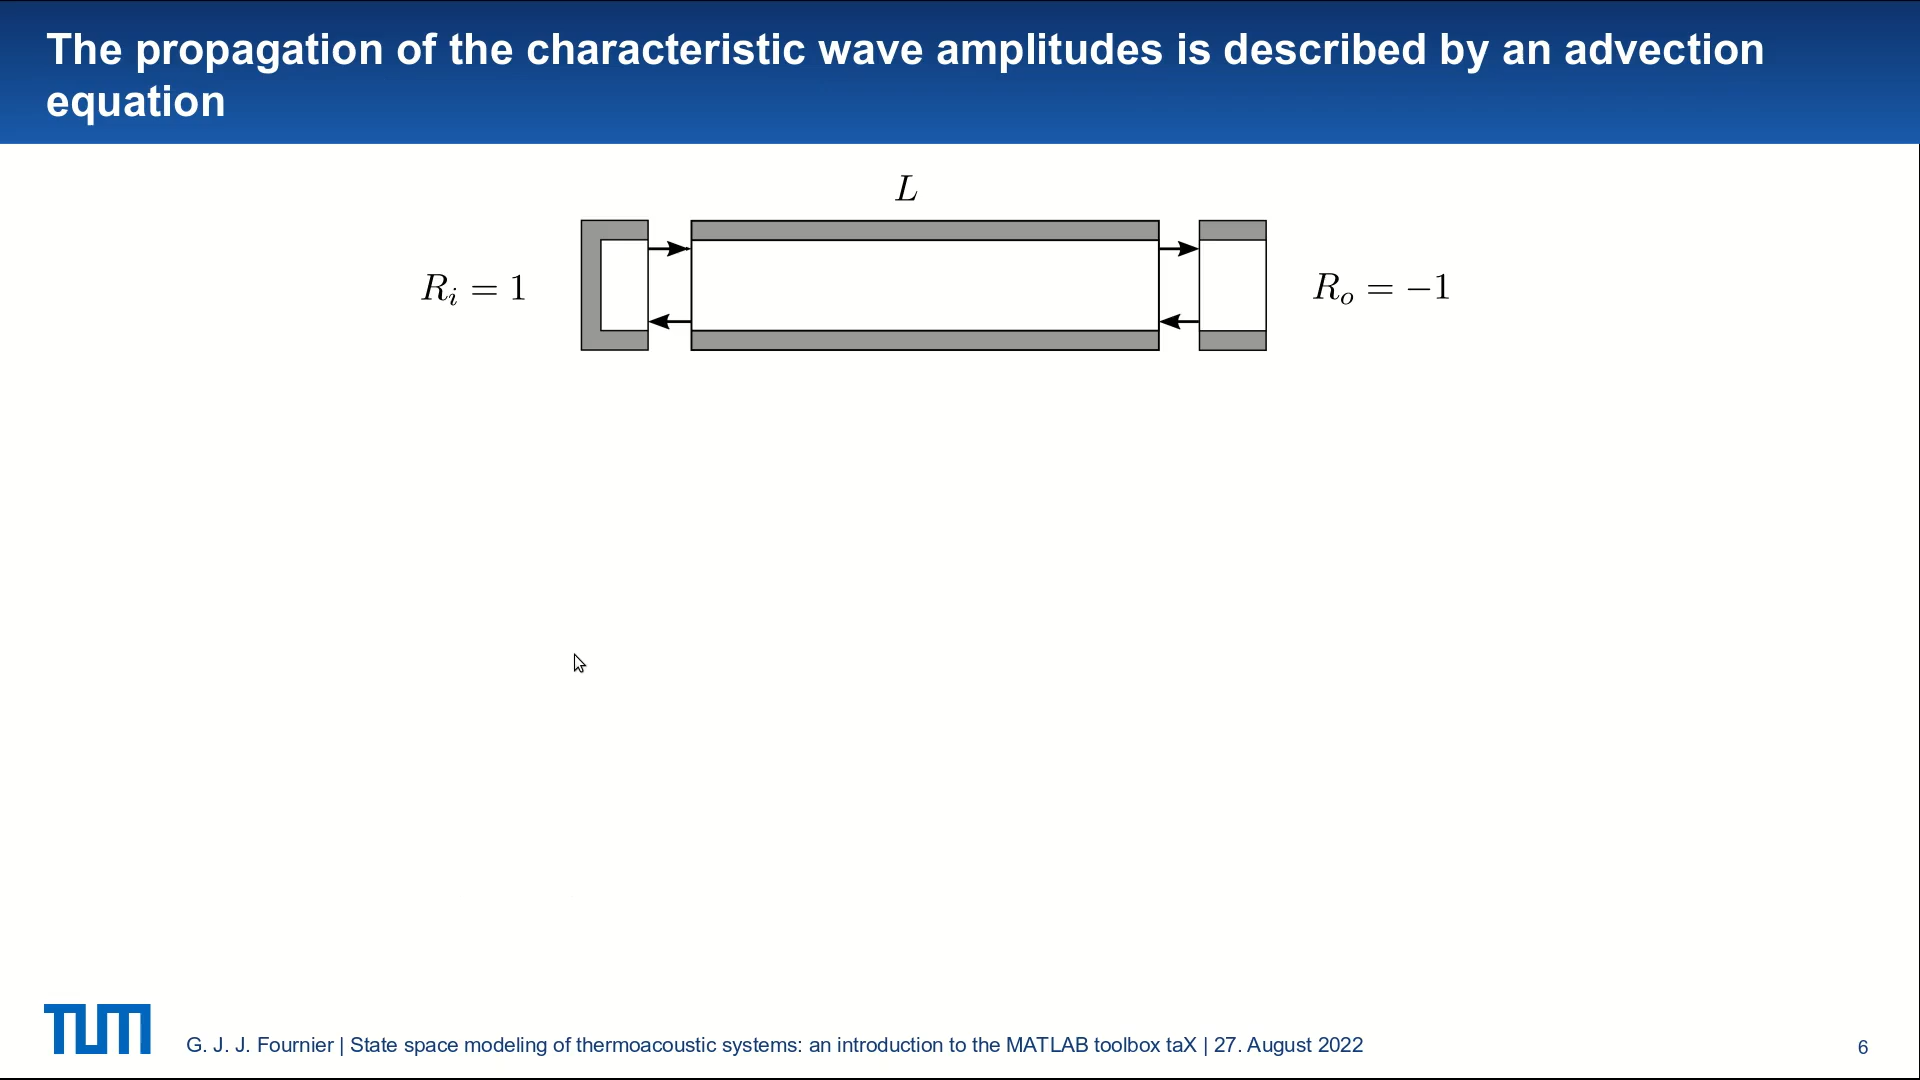 The propagation of the characteristic wave amplitudes is described by an advection
equation
L
R_i = 1
R_o = −1
TUM
G. J. J. Fournier | State space modeling of thermoacoustic systems: an introduction to the MATLAB toolbox taX | 27. August 2022
6